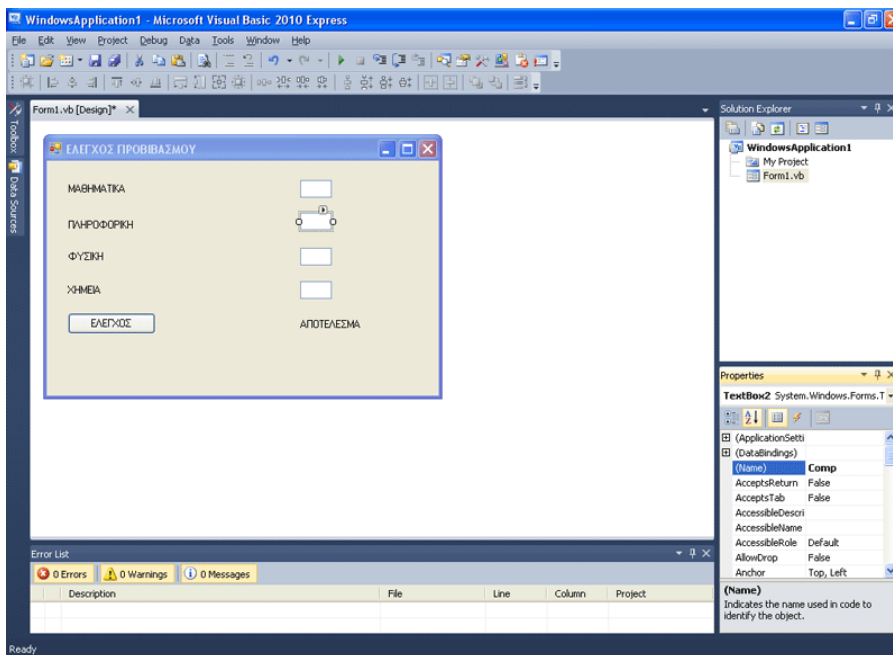 WindowsApplication1 - Microsoft Visual Basic 2010 Express
File Edit View Project Debug Data Tools Window Help
Form1.vb [Design]*
Toolbox
Data Sources
ΕΛΕΓΧΟΣ ΠΡΟΒΙΒΑΣΜΟΥ
ΜΑΘΗΜΑΤΙΚΑ
ΠΛΗΡΟΦΟΡΙΚΗ
ΦΥΣΙΚΗ
ΧΗΜΕΙΑ
ΕΛΕΓΧΟΣ
ΑΠΟΤΕΛΕΣΜΑ
Solution Explorer
WindowsApplication1
My Project
Form1.vb
Properties
TextBox2 System.Windows.Forms.T
(ApplicationSetti
(DataBindings)
(Name) Comp
AcceptsReturn False
AcceptsTab False
AccessibleDescri
AccessibleName
AccessibleRole Default
AllowDrop False
Anchor Top, Left
(Name)
Indicates the name used in code to
identify the object.
Error List
0 Errors 0 Warnings 0 Messages
Description File Line Column Project
Ready